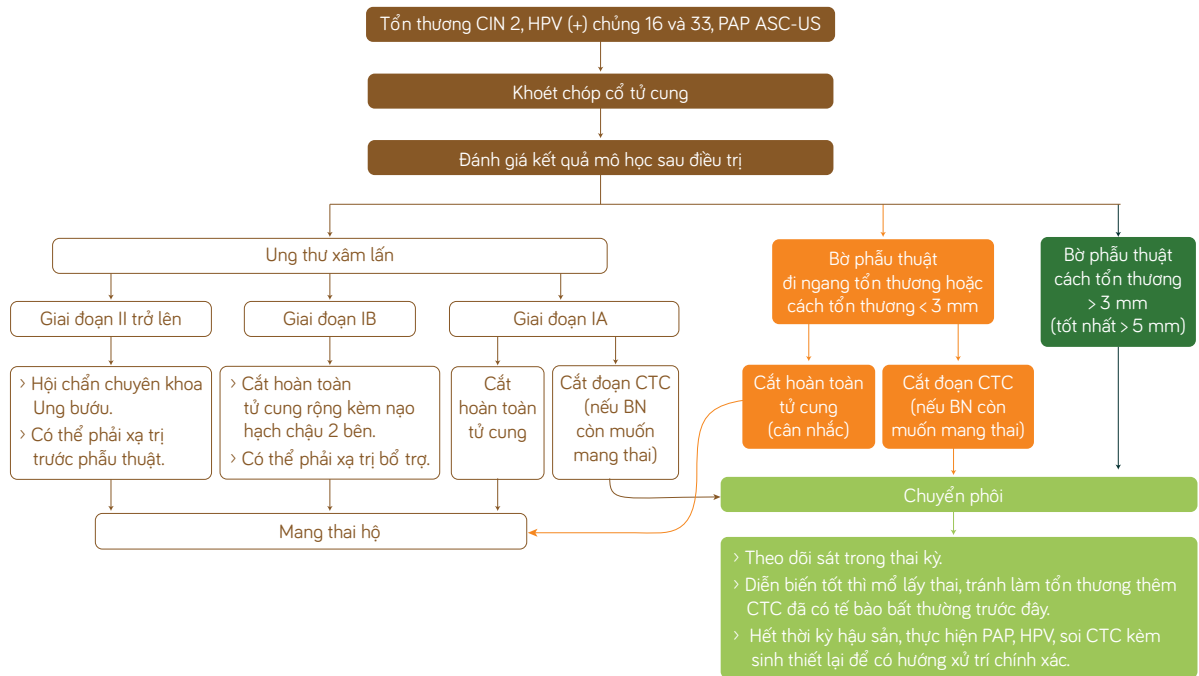 Tổn thương CIN 2, HPV (+) chủng 16 và 33, PAP ASC-US
Khoét chóp cổ tử cung
Đánh giá kết quả mô học sau điều trị
Ung thư xâm lấn
Giai đoạn II trở lên
Giai đoạn IB
Giai đoạn IA
> Hội chẩn chuyên khoa
Ung bướu.
> Có thể phải xạ trị
trước phẫu thuật.
> Cắt hoàn toàn
tử cung rộng kèm nạo
hạch chậu 2 bên.
> Có thể phải xạ trị bổ trợ.
Cắt
hoàn toàn
tử cung
Cắt đoạn CTC
(nếu BN
còn muốn
mang thai)
Mang thai hộ
Bờ phẫu thuật
đi ngang tổn thương hoặc
cách tổn thương < 3 mm
Cắt hoàn toàn
tử cung
(cân nhắc)
Cắt đoạn CTC
(nếu BN còn
muốn mang thai)
Bờ phẫu thuật
cách tổn thương
> 3 mm
(tốt nhất > 5 mm)
Chuyển phôi
> Theo dõi sát trong thai kỳ.
> Diễn biến tốt thì mổ lấy thai, tránh làm tổn thương thêm
CTC đã có tế bào bất thường trước đây.
> Hết thời kỳ hậu sản, thực hiện PAP, HPV, soi CTC kèm
sinh thiết lại để có hướng xử trí chính xác.